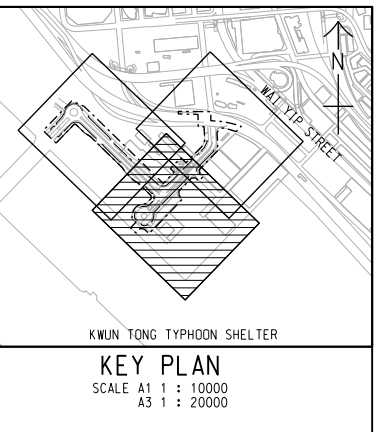 N
WAI YIP STREET
KWUN TONG TYPHOON SHELTER
KEY PLAN
SCALE A1 1 : 10000
A3 1 : 20000